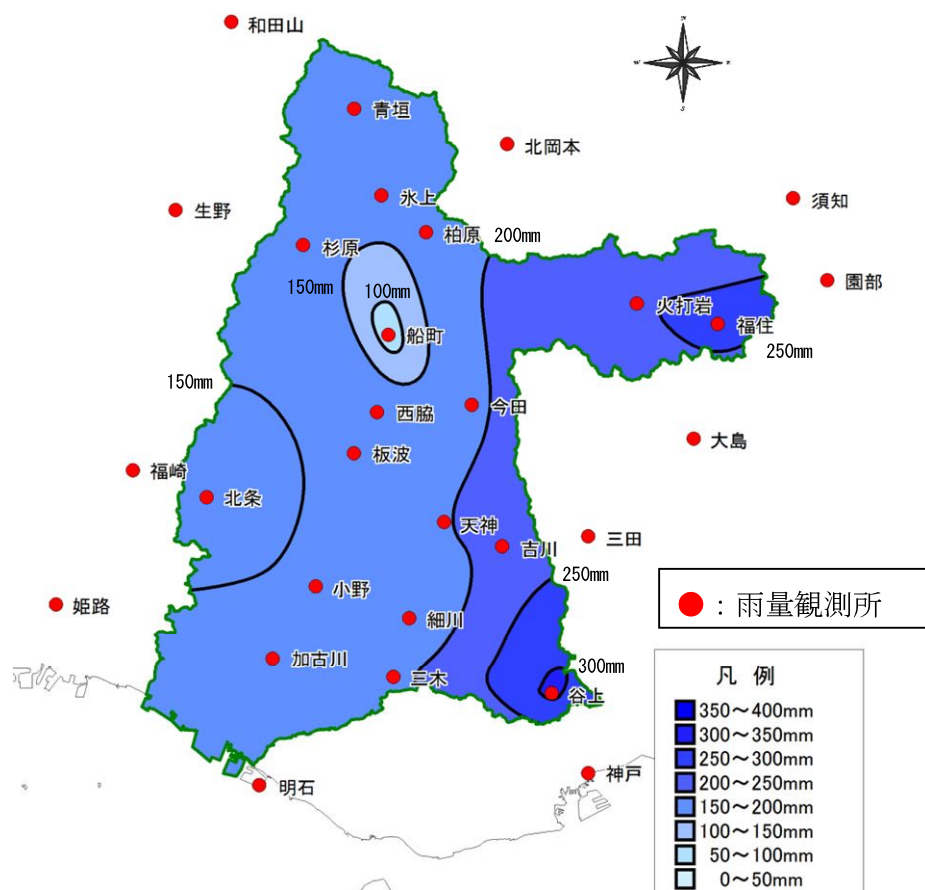 和田山
青垣
北岡本
氷上
須知
生野
柏原
200mm
杉原
園部
150mm
100mm
火打岩
福住
船町
250mm
150mm
西脇
今田
大島
板波
福崎
北条
天神
三田
吉川
250mm
小野
姫路
細川
●：雨量観測所
加古川
三木
300mm
谷上
神戸
明石
凡例
350～400mm
300～350mm
250～300mm
200～250mm
150～200mm
100～150mm
50～100mm
0～50mm